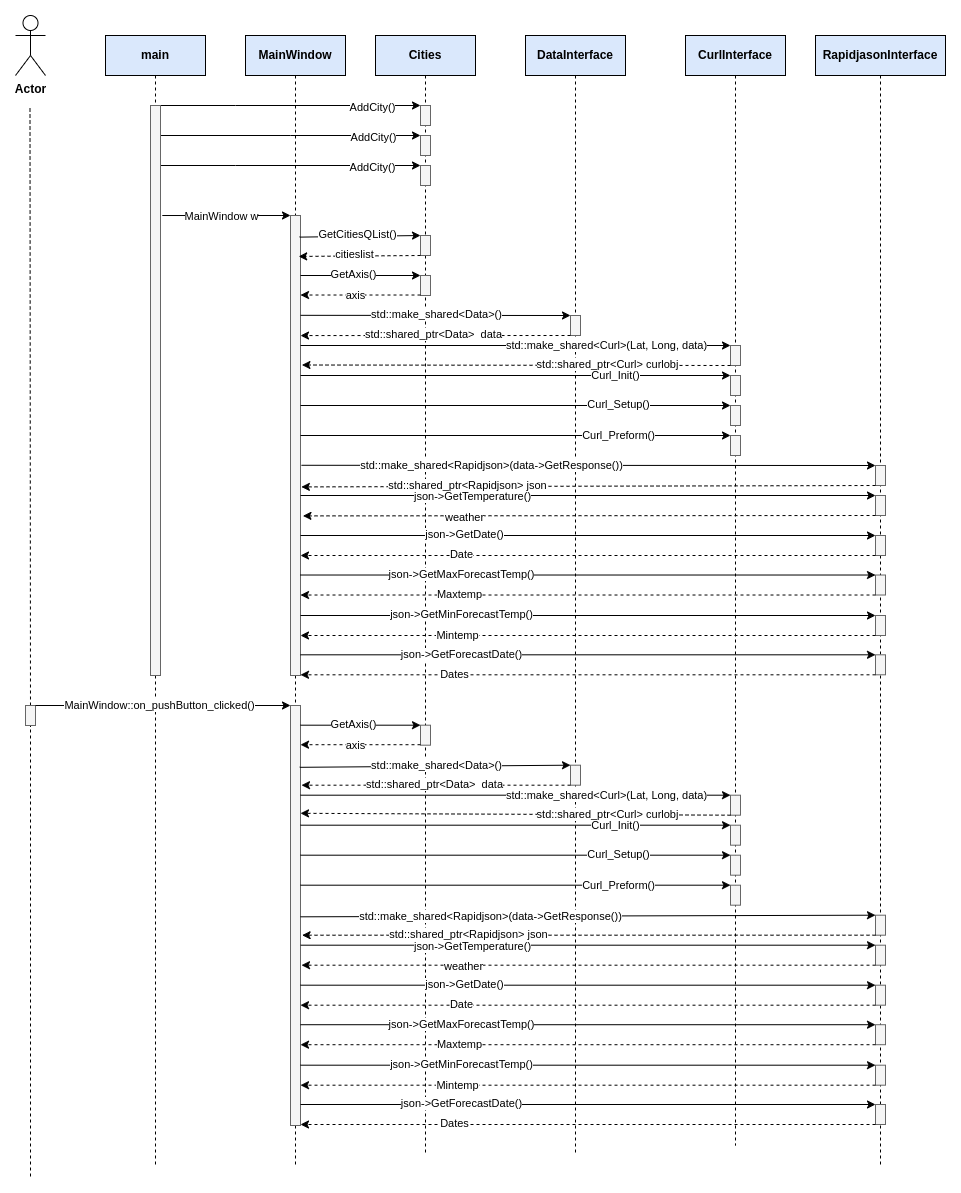 Actor
main
MainWindow
Cities
DataInterface
CurlInterface
RapidjasonInterface
AddCity()
AddCity()
AddCity()
MainWindow w
GetCitiesQList()
citieslist
GetAxis()
axis
std::make_shared<Data>()
std::shared_ptr<Data> data
std::make_shared<Curl>(Lat, Long, data)
std::shared_ptr<Curl> curlobj
Curl_Init()
Curl_Setup()
Curl_Preform()
std::make_shared<Rapidjson>(data->GetResponse())
std::shared_ptr<Rapidjson> json
json->GetTemperature()
weather
json->GetDate()
Date
json->GetMaxForecastTemp()
Maxtemp
json->GetMinForecastTemp()
Mintemp
json->GetForecastDate()
Dates
MainWindow::on_pushButton_clicked()
GetAxis()
axis
std::make_shared<Data>()
std::shared_ptr<Data> data
std::make_shared<Curl>(Lat, Long, data)
std::shared_ptr<Curl> curlobj
Curl_Init()
Curl_Setup()
Curl_Preform()
std::make_shared<Rapidjson>(data->GetResponse())
std::shared_ptr<Rapidjson> json
json->GetTemperature()
weather
json->GetDate()
Date
json->GetMaxForecastTemp()
Maxtemp
json->GetMinForecastTemp()
Mintemp
json->GetForecastDate()
Dates